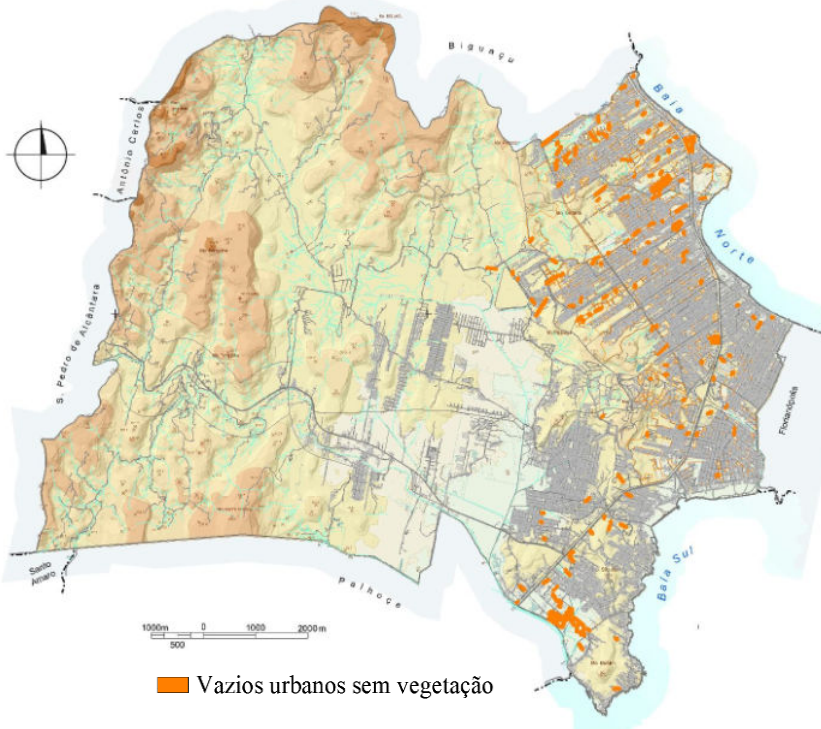 Biguaçu
Baía
Norte
Antônio Carlos
S. Pedro de Alcântara
Florianópolis
Baía Sul
Santo
Amaro
Palhoça
1000m 0 1000 2000m
500
Vazios urbanos sem vegetação